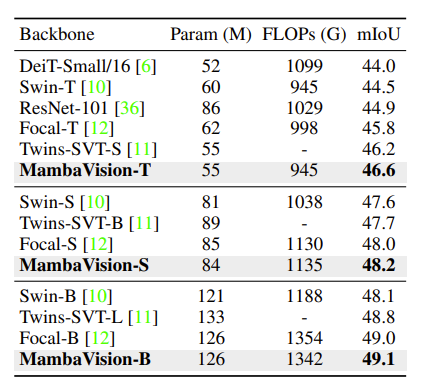 Backbone Param (M) FLOPs (G) mIoU
DeiT-Small/16 [6] 52 1099 44.0
Swin-T [10] 60 945 44.5
ResNet-101 [36] 86 1029 44.9
Focal-T [12] 62 998 45.8
Twins-SVT-S [11] 55 - 46.2
MambaVision-T 55 945 46.6
Swin-S [10] 81 1038 47.6
Twins-SVT-B [11] 89 - 47.7
Focal-S [12] 85 1130 48.0
MambaVision-S 84 1135 48.2
Swin-B [10] 121 1188 48.1
Twins-SVT-L [11] 133 - 48.8
Focal-B [12] 126 1354 49.0
MambaVision-B 126 1342 49.1